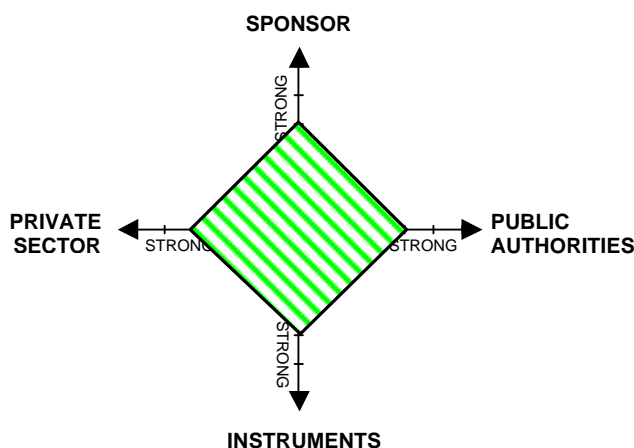 SPONSOR
STRONG
PRIVATE
SECTOR
STRONG
STRONG
PUBLIC
AUTHORITIES
STRONG
INSTRUMENTS